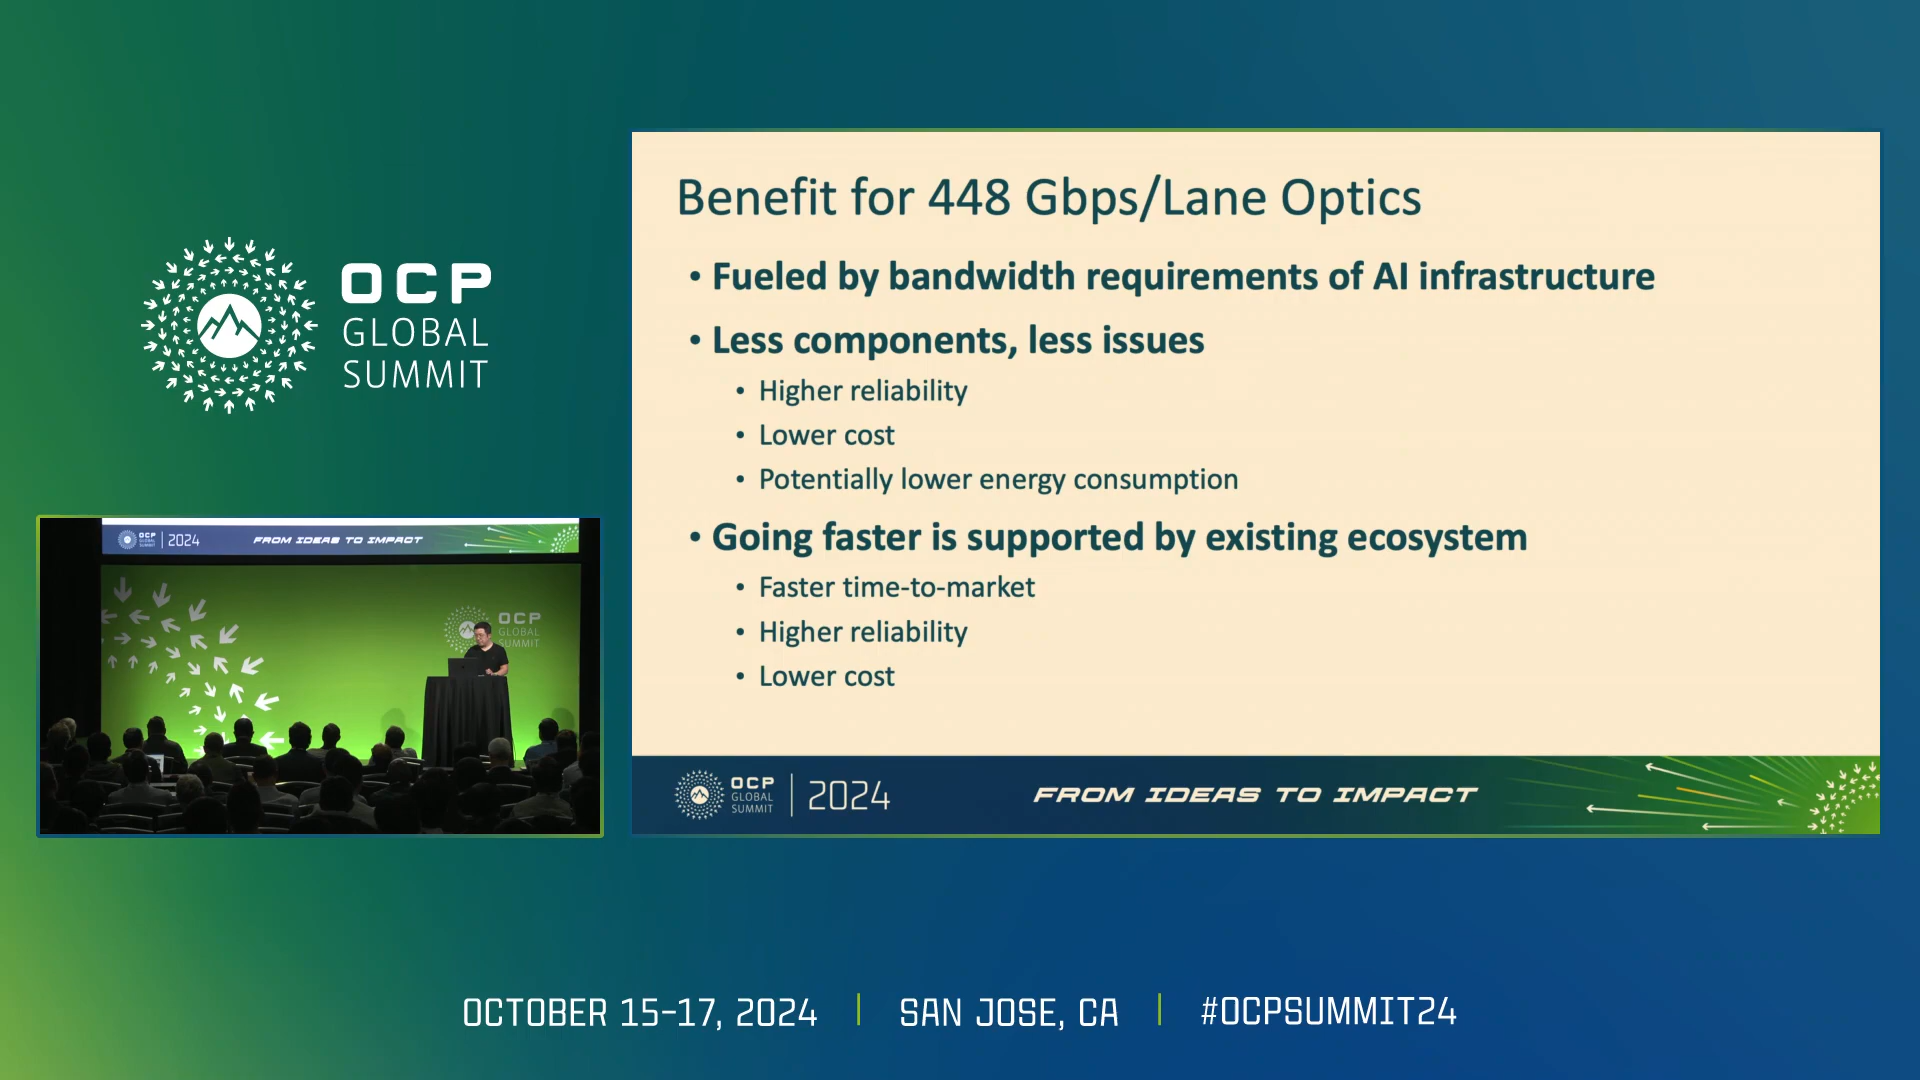 OCP
GLOBAL
SUMMIT
Benefit for 448 Gbps/Lane Optics
• Fueled by bandwidth requirements of AI infrastructure
• Less components, less issues
• Higher reliability
• Lower cost
• Potentially lower energy consumption
• Going faster is supported by existing ecosystem
• Faster time-to-market
• Higher reliability
• Lower cost
OCP
GLOBAL
SUMMIT
2024
FROM IDEAS TO IMPACT
OCP
GLOBAL
SUMMIT
2024
FROM IDEAS TO IMPACT
OCP
GLOBAL
SUMMIT
OCTOBER 15-17, 2024 | SAN JOSE, CA | #OCPSUMMIT24